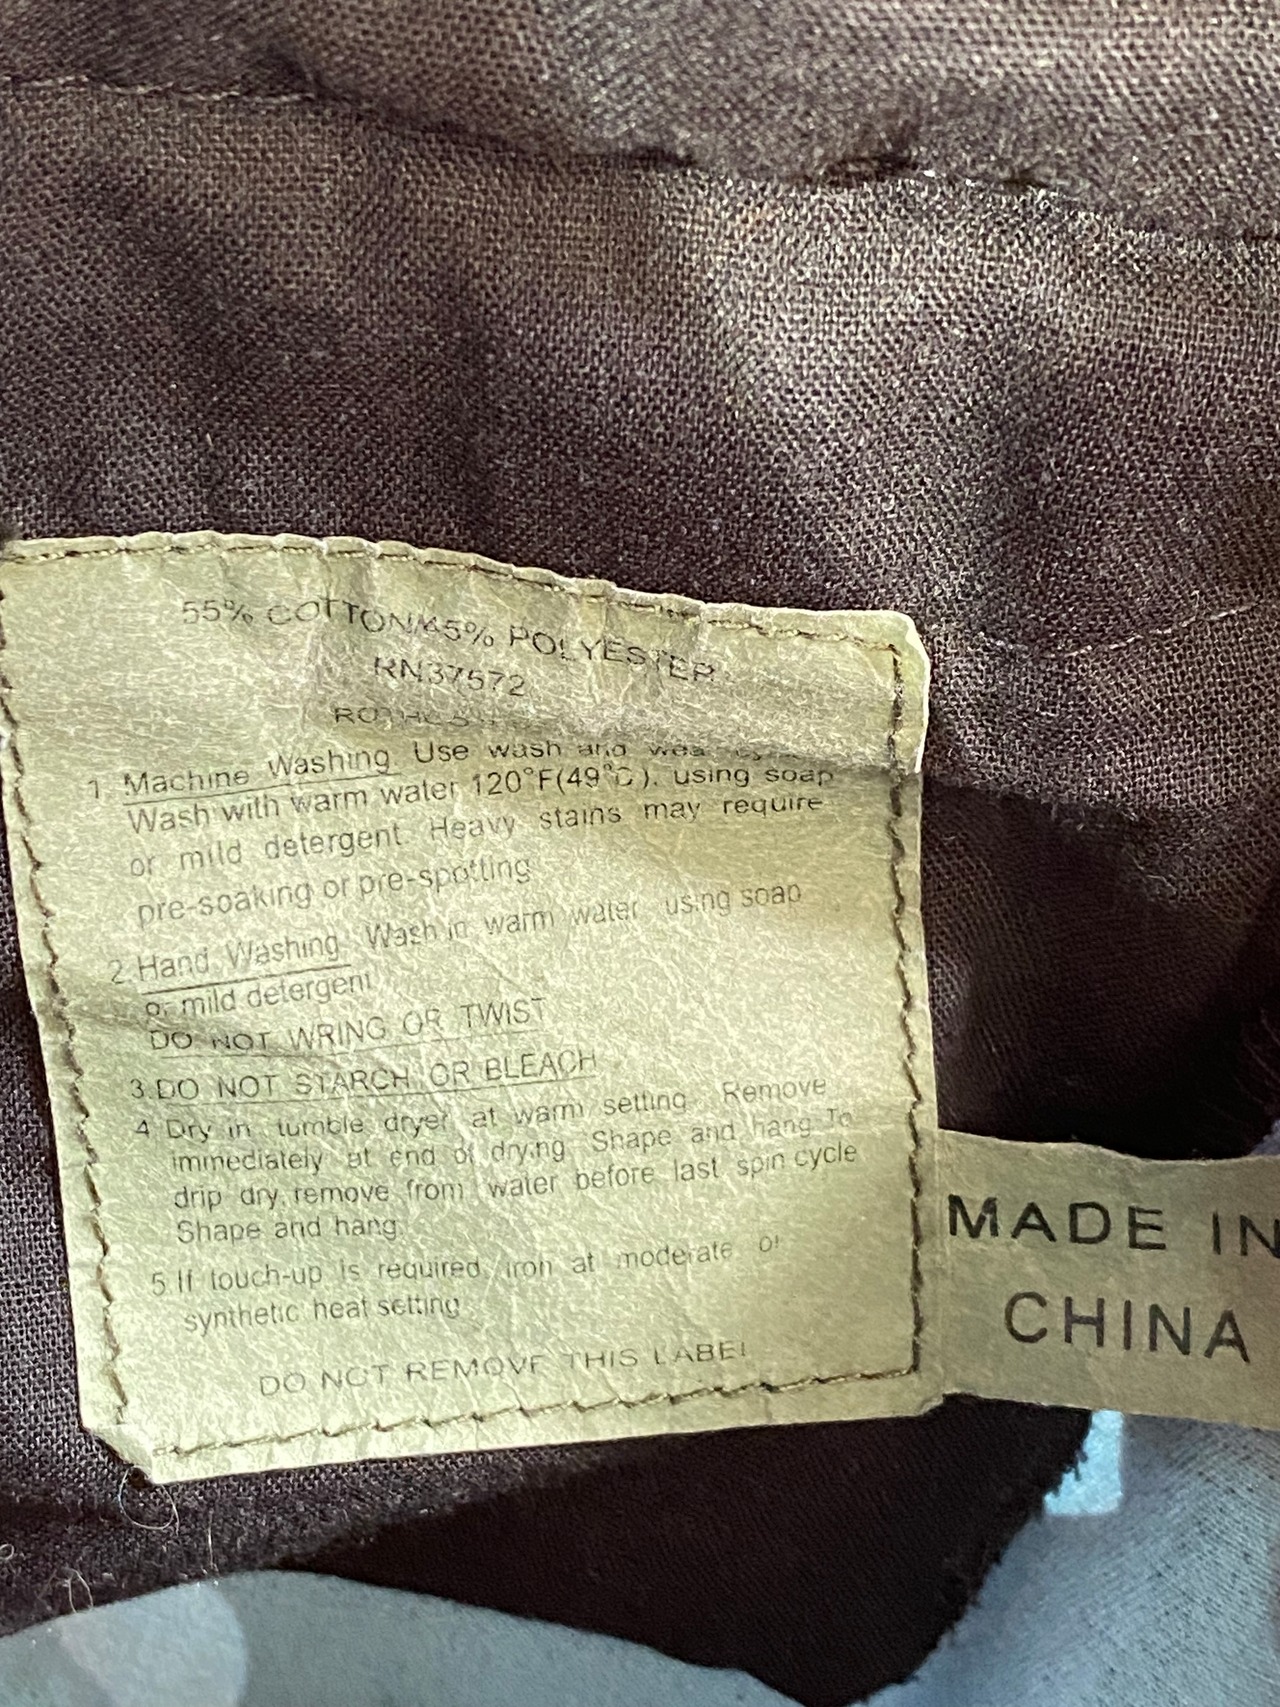 55% COTTON/45% POLYESTER
RN37572
1 Machine Washing. Use wash and
Wash with warm water 120°F(49°C). using soap
or mild detergent. Heavy stains may require
pre-soaking or pre-spotting
2 Hand Washing Wash in warm water using soap
or mild detergent
DO NOT WRING OR TWIST
3.DO NOT STARCH OR BLEACH
4 Dry in tumble dryer at warm setting Remove
immediately at end of drying Shape and hang To
drip dry, remove from water before last spin cycle
Shape and hang
5 If touch-up is required iron at moderate or
synthetic heat setting
DO NOT REMOVE THIS LABEL
MADE IN
CHINA